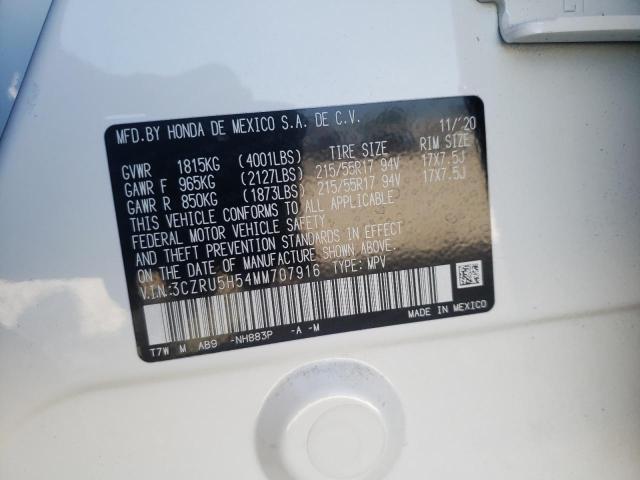 MFD.BY HONDA DE MEXICO S.A. DE C.V. 11/'20
GVWR 1815KG (4001LBS) TIRE SIZE RIM SIZE
GAWR F 965KG (2127LBS) 215/55R17 94V 17X7.5J
GAWR R 850KG (1873LBS) 215/55R17 94V 17X7.5J
THIS VEHICLE CONFORMS TO ALL APPLICABLE
FEDERAL MOTOR VEHICLE SAFETY
AND THEFT PREVENTION STANDARDS IN EFFECT
ON THE DATE OF MANUFACTURE SHOWN ABOVE.
V.I.N.:3CZRU5H54MM707916 TYPE: MPV
MADE IN MEXICO
T7W M AB9 -NH883P -A -M